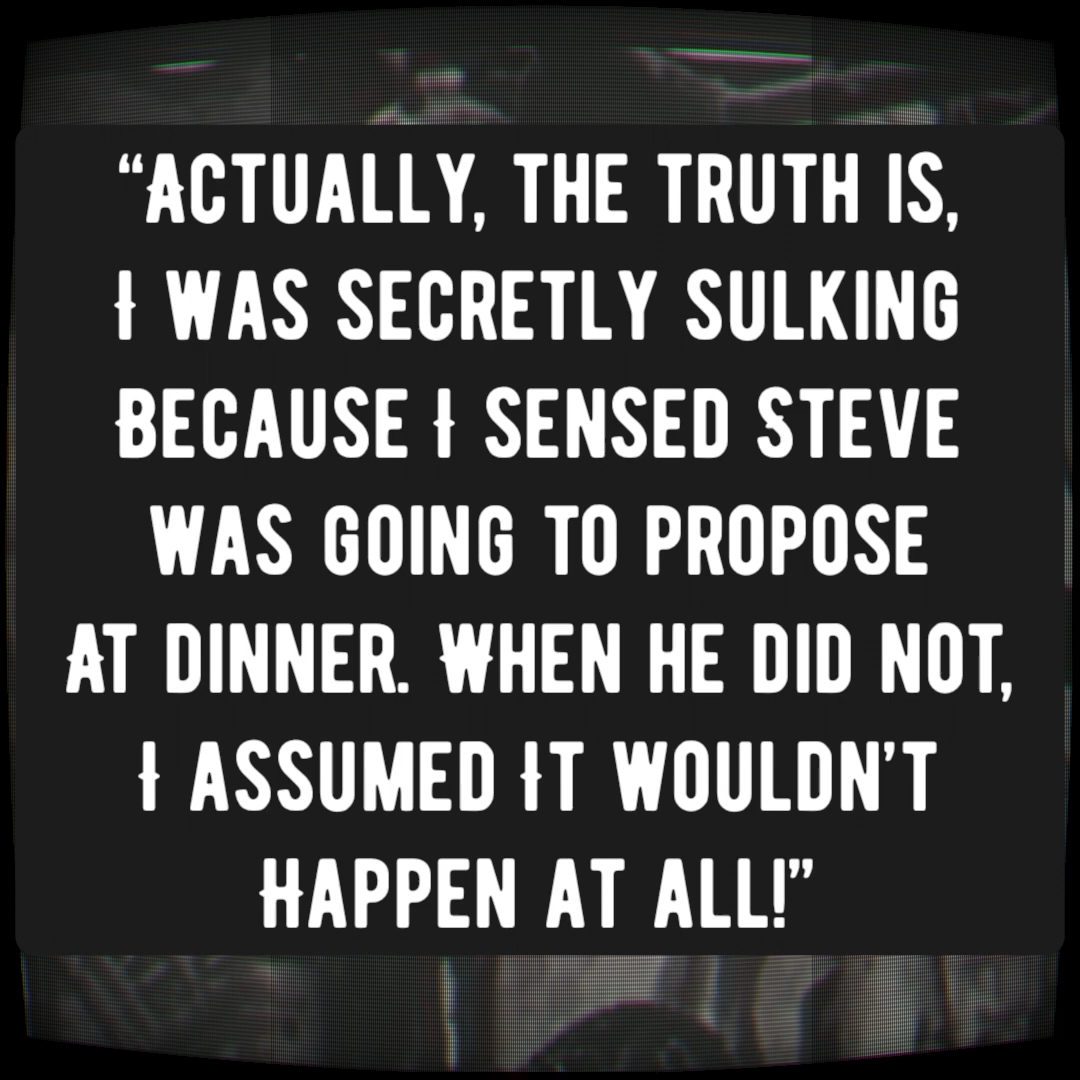 “Actually, the truth is,
I was secretly sulking
Because I sensed Steve
was going to propose
at dinner. When he did not,
I assumed it wouldn’t
happen at all!”